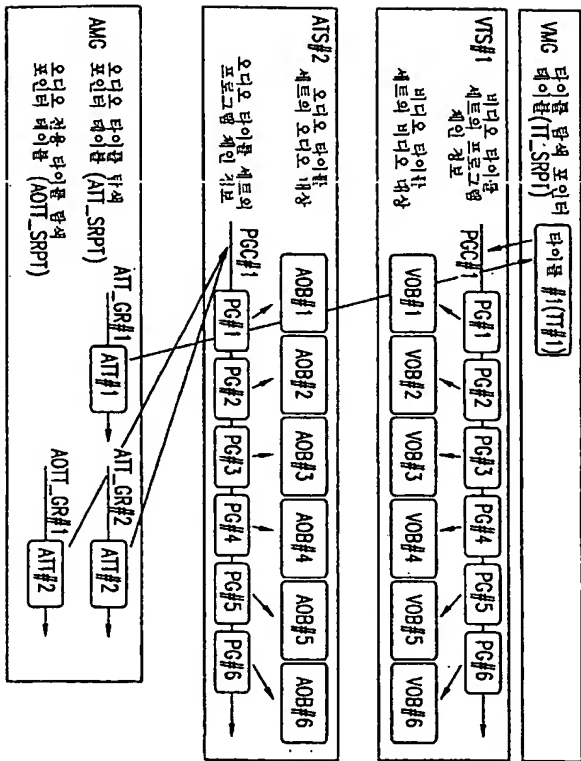 VMG
타이틀 탐색 포인터
테이블(TT_SRPT)
타이틀 #1(TT#1)
VTS#1
비디오 타이틀
세트의 프로그램
체인 정보
PGC#1
PG#1
PG#2
PG#3
PG#4
PG#5
PG#6
비디오 타이틀
세트의 비디오 대상
VOB#1
VOB#2
VOB#3
VOB#4
VOB#5
VOB#6
ATS#2
오디오 타이틀
세트의 오디오 대상
AOB#1
AOB#2
AOB#3
AOB#4
AOB#5
AOB#6
오디오 타이틀 세트의
프로그램 체인 정보
PGC#1
PG#1
PG#2
PG#3
PG#4
PG#5
PG#6
AMG
오디오 타이틀 탐색
포인터 테이블 (ATT_SRPT)
ATT_GR#1
ATT#1
ATT_GR#2
ATT#2
오디오 전용 타이틀 탐색
포인터 테이블 (AOTT_SRPT)
AOTT_GR#1
ATT#2